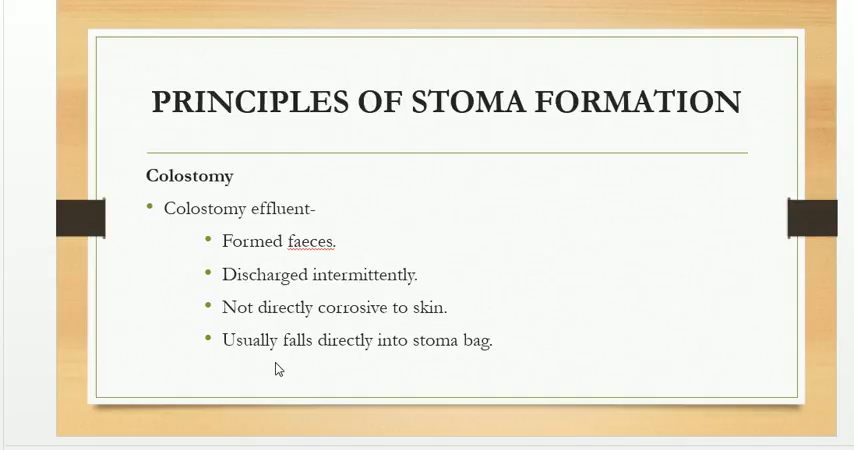 PRINCIPLES OF STOMA FORMATION
Colostomy
• Colostomy effluent-
• Formed faeces.
• Discharged intermittently.
• Not directly corrosive to skin.
• Usually falls directly into stoma bag.